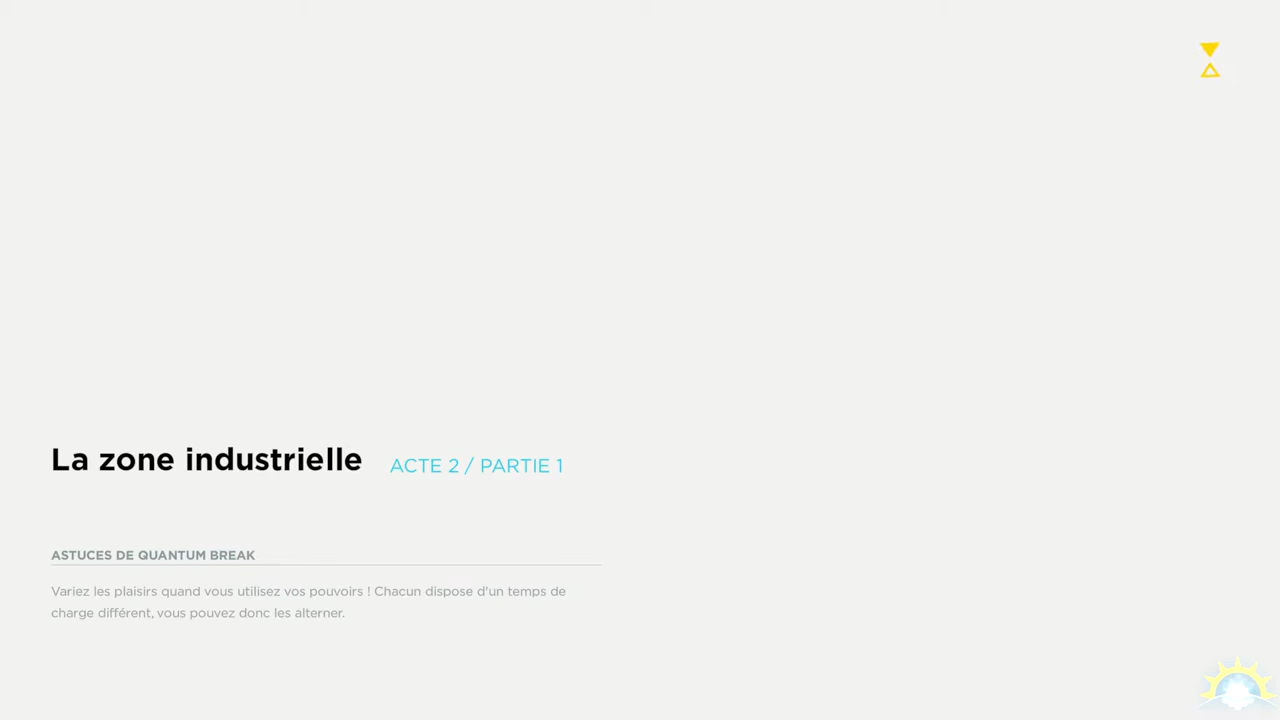 La zone industrielle ACTE 2 / PARTIE 1
ASTUCES DE QUANTUM BREAK
Variez les plaisirs quand vous utilisez vos pouvoirs ! Chacun dispose d'un temps de
charge différent, vous pouvez donc les alterner.